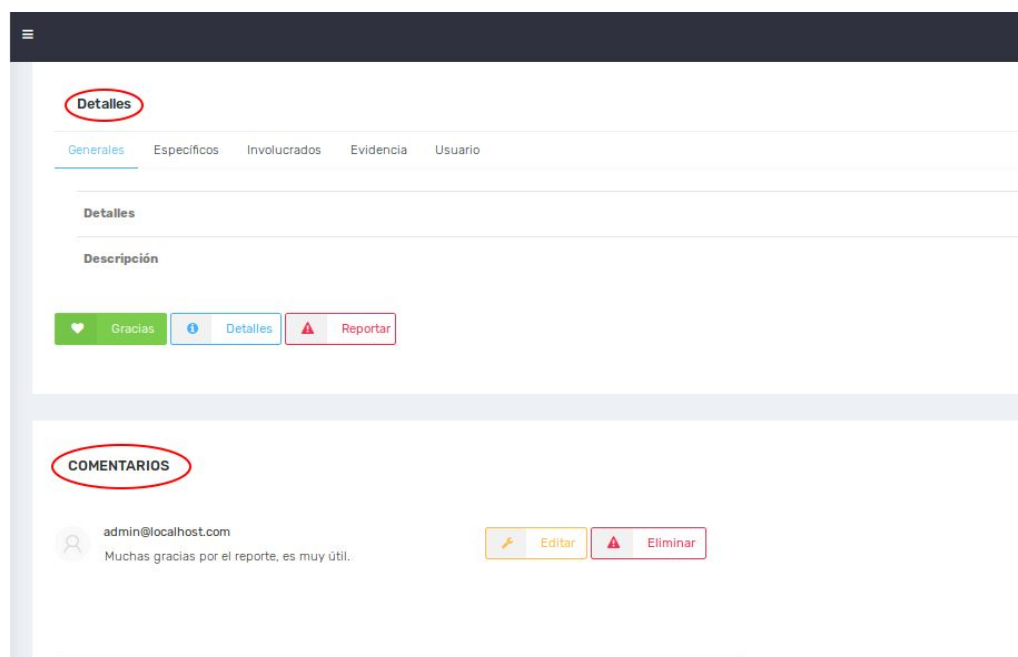 Detalles
Generales Específicos Involucrados Evidencia Usuario
Detalles
Descripción
Gracias Detalles Reportar
COMENTARIOS
admin@localhost.com
Muchas gracias por el reporte, es muy útil.
Editar Eliminar